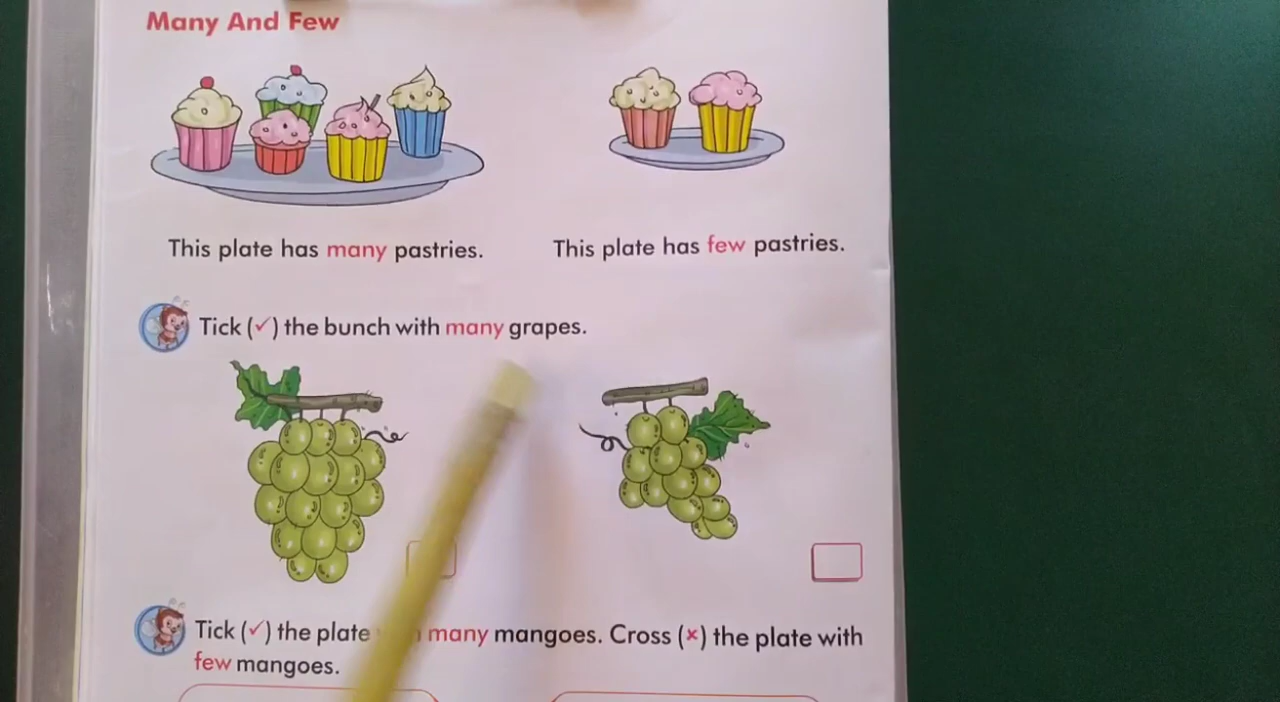 Many And Few
This plate has many pastries.
This plate has few pastries.
Tick (✓) the bunch with many grapes.
Tick (✓) the plate many mangoes. Cross (×) the plate with
few mangoes.